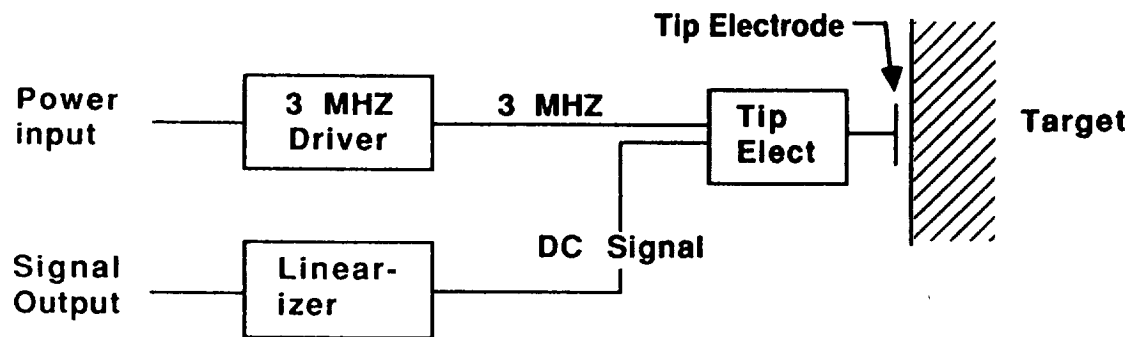 Tip Electrode
Power
input
3 MHZ
Driver
3 MHZ
Tip
Elect
Target
DC Signal
Signal
Output
Linear-
izer